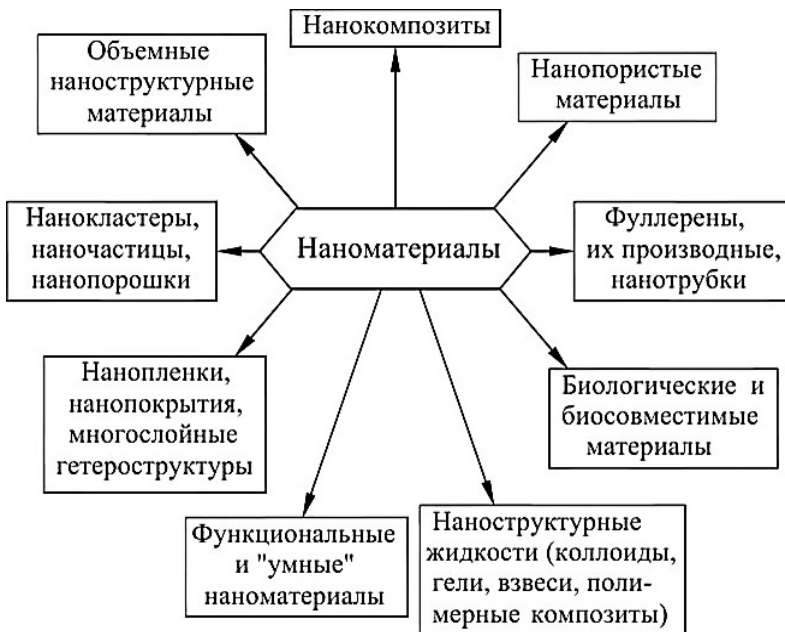 Нанокомпозиты
Объемные
наноструктурные
материалы
Нанопористые
материалы
Нанокластеры,
наночастицы,
нанопорошки
Наноматериалы
Фуллерены,
их производные,
нанотрубки
Нанопленки,
нанопокрытия,
многослойные
гетероструктуры
Биологические и
биосовместимые
материалы
Функциональные
и "умные"
наноматериалы
Наноструктурные
жидкости (коллоиды,
гели, взвеси, поли-
мерные композиты)